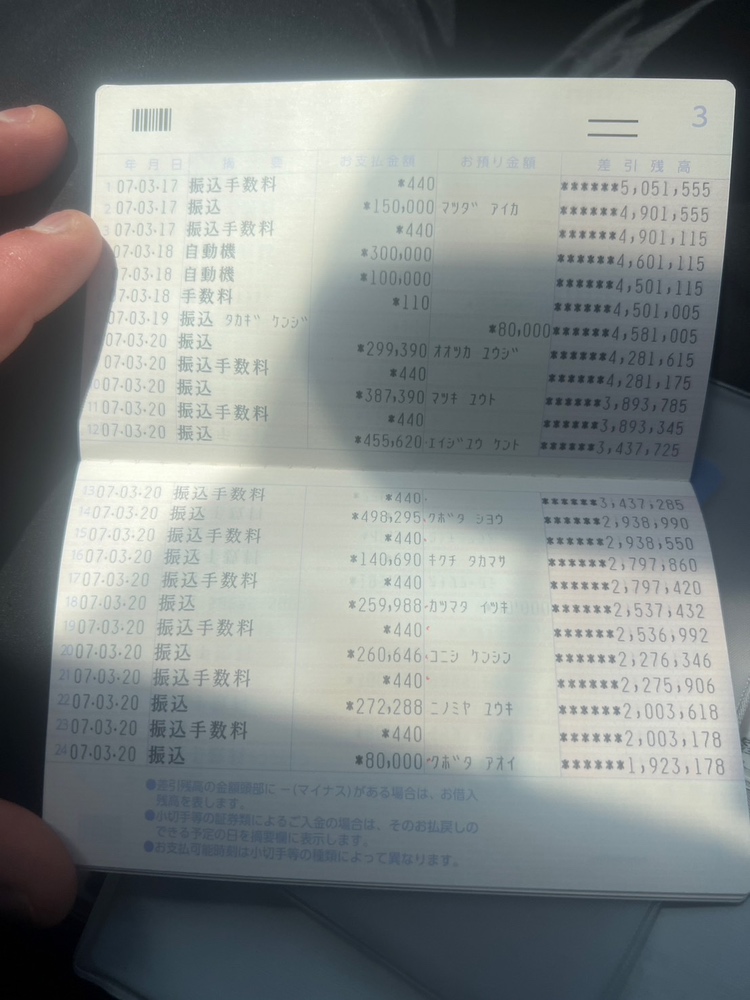 3
年月日 摘要 お支払金額 お預り金額 差引残高
1 07-03-17 振込手数料 *440 ******5,051,555
2 07-03-17 振込 *150,000 ﾏﾂﾀﾞ ｱｲｶ ******4,901,555
3 07-03-17 振込手数料 *440 ******4,901,115
07-03-18 自動機 *300,000 ******4,601,115
07-03-18 自動機 *100,000 ******4,501,115
7-03-18 手数料 *110 ******4,501,005
07-03-19 振込 ﾀｶｷﾞ ｹﾝｼﾞ *80,000******4,581,005
07-03-20 振込 *299,390 ｵｵﾂｶ ﾕｳｼﾞ ******4,281,615
07-03-20 振込手数料 *440 ******4,281,175
007-03-20 振込 *387,390 ﾏﾂｷ ﾕｳﾄ ******3,893,785
11 07-03-20 振込手数料 *440 ******3,893,345
12 07-03-20 振込 *455,620 ｴｲｼﾞﾕｳ ｹﾝﾄ ******3,437,725
13 07-03-20 振込手数料 *440 ******3,437,285
14 07-03-20 振込 *498,295 ｸﾎﾞﾀ ｼﾖｳ ******2,938,990
15 07-03-20 振込手数料 *440 ******2,938,550
16 07-03-20 振込 *140,690 ｷｸﾁ ﾀｶﾏｻ ******2,797,860
17 07-03-20 振込手数料 *440 ******2,797,420
18 07-03-20 振込 *259,988 ｶﾂﾏﾀ ｲﾂｷ ******2,537,432
19 07-03-20 振込手数料 *440 ******2,536,992
20 07-03-20 振込 *260,646 ｺﾆｼ ｹﾝｼﾝ ******2,276,346
21 07-03-20 振込手数料 *440 ******2,275,906
22 07-03-20 振込 *272,288 ﾆﾉﾐﾔ ﾕｳｷ ******2,003,618
23 07-03-20 振込手数料 *440 ******2,003,178
24 07-03-20 振込 *80,000 ｸﾎﾞﾀ ｱｵｲ ******1,923,178
●差引残高の金額頭部に-(マイナス)がある場合は、お借入
残高を表します。
●小切手等の証券類によるご入金の場合は、そのお払戻しの
できる予定の日を摘要欄に表示します。
●お支払可能時刻は小切手等の種類によって異なります。